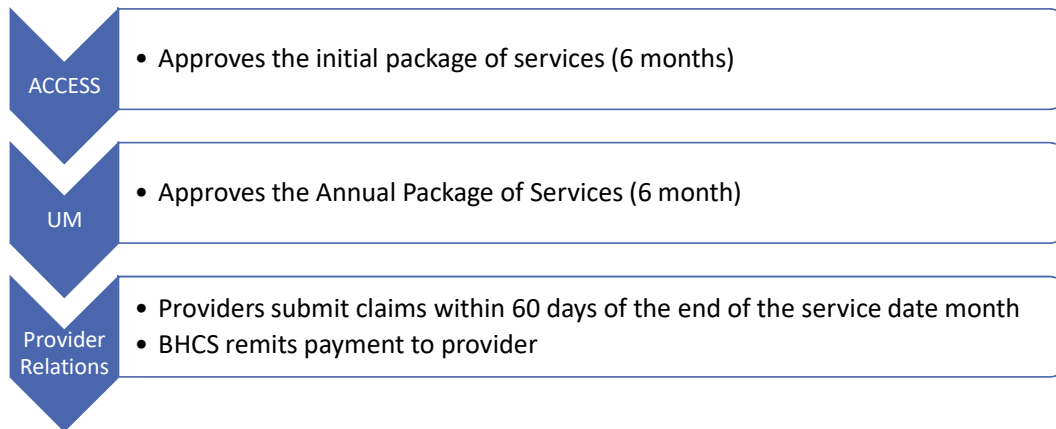 ACCESS
• Approves the initial package of services (6 months)
UM
• Approves the Annual Package of Services (6 month)
Provider
Relations
• Providers submit claims within 60 days of the end of the service date month
• BHCS remits payment to provider